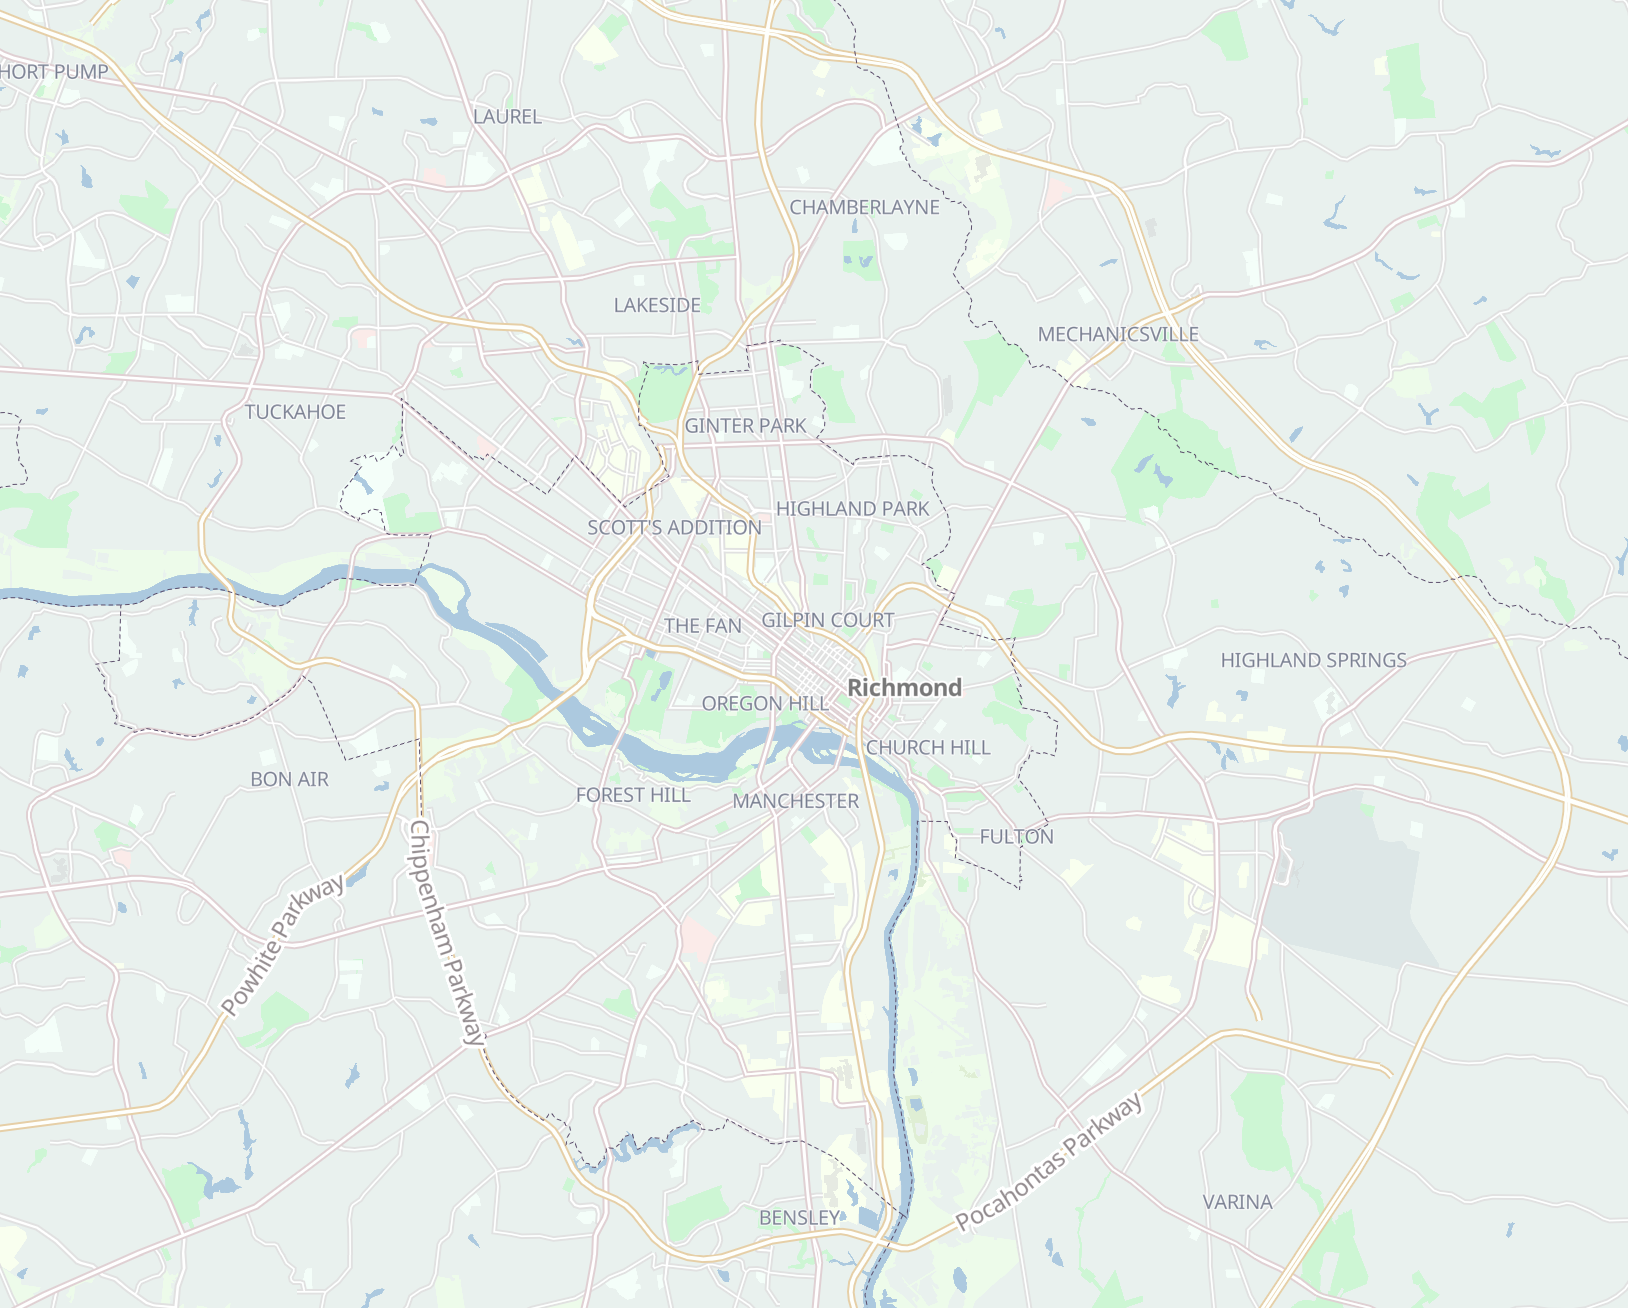 HORT PUMP
LAUREL
CHAMBERLAYNE
LAKESIDE
MECHANICSVILLE
TUCKAHOE
GINTER PARK
HIGHLAND PARK
SCOTT'S ADDITION
THE FAN
GILPIN COURT
HIGHLAND SPRINGS
Richmond
OREGON HILL
CHURCH HILL
BON AIR
FOREST HILL
MANCHESTER
FULTON
Chippenham Parkway
Powhite Parkway
Pocahontas Parkway
VARINA
BENSLEY